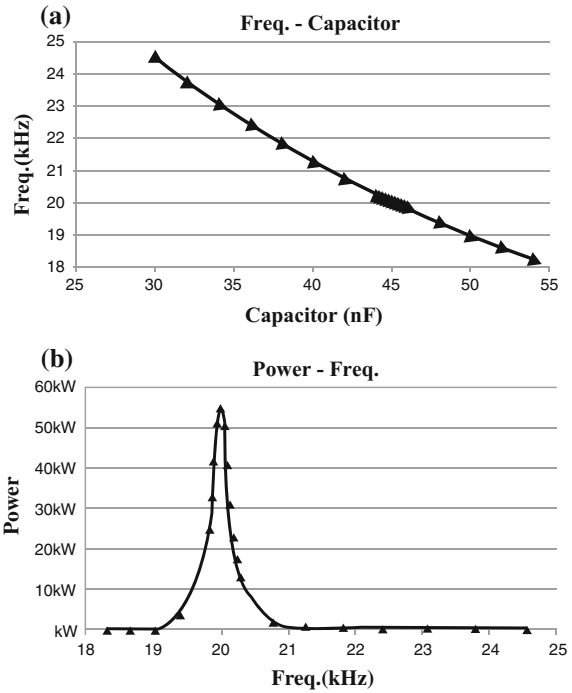 (a)
Freq. - Capacitor
Freq.(kHz)
25
24
23
22
21
20
19
18
25 30 35 40 45 50 55
Capacitor (nF)
(b)
Power - Freq.
Power
60kW
50kW
40kW
30kW
20kW
10kW
kW
18 19 20 21 22 23 24 25
Freq.(kHz)